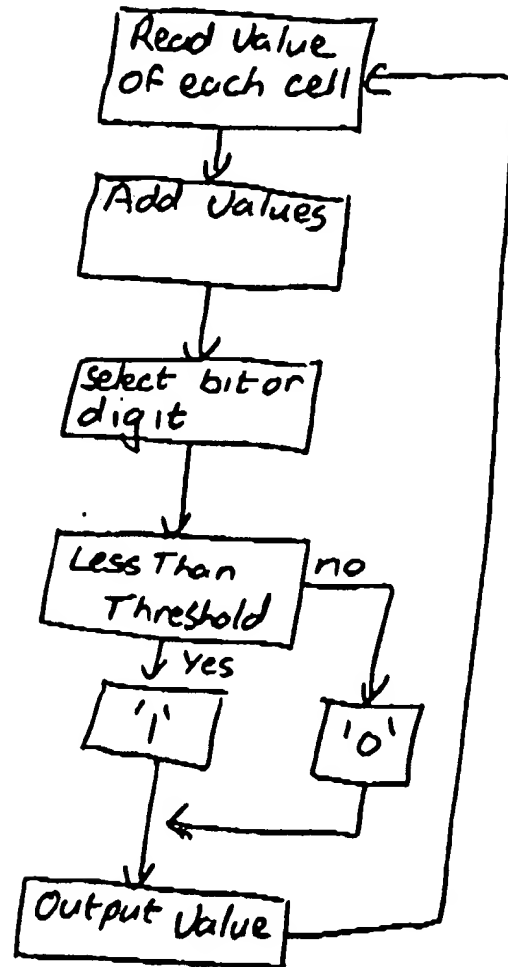 Read Value
of each cell
Add Values
select bit or
digit
Less Than
Threshold
no
Yes
'1'
'0'
Output Value